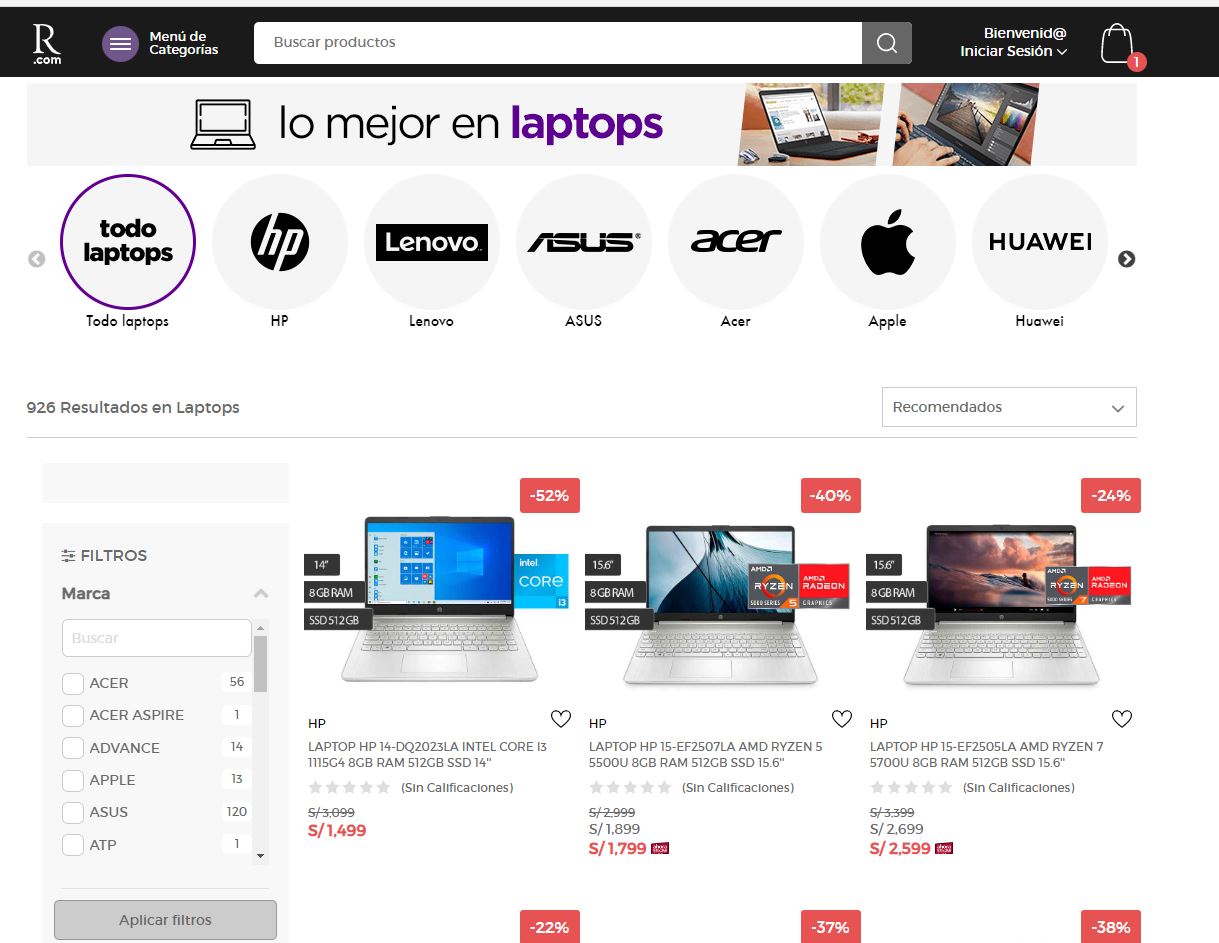 R
.com
Menú de
Categorías
Buscar productos
Bienvenid@
Iniciar Sesión
1
lo mejor en laptops
todo
laptops
hp
Lenovo
ASUS
acer
HUAWEI
Todo laptops
HP
Lenovo
ASUS
Acer
Apple
Huawei
926 Resultados en Laptops
Recomendados
FILTROS
Marca
Buscar
ACER 56
ACER ASPIRE 1
ADVANCE 14
APPLE 13
ASUS 120
ATP 1
Aplicar filtros
-52%
14"
8 GB RAM
SSD 512GB
intel
CORE
i3
HP
LAPTOP HP 14-DQ2023LA INTEL CORE I3
1115G4 8GB RAM 512GB SSD 14"
(Sin Calificaciones)
S/ 3,099
S/ 1,499
-40%
15.6"
8 GB RAM
SSD 512GB
AMD
RYZEN
5000 SERIES 5
AMD
RADEON
GRAPHICS
HP
LAPTOP HP 15-EF2507LA AMD RYZEN 5
5500U 8GB RAM 512GB SSD 15.6"
(Sin Calificaciones)
S/ 2,999
S/ 1,899
S/ 1,799
-24%
15.6"
8 GB RAM
SSD 512GB
AMD
RYZEN
5000 SERIES 7
AMD
RADEON
GRAPHICS
HP
LAPTOP HP 15-EF2505LA AMD RYZEN 7
5700U 8GB RAM 512GB SSD 15.6"
(Sin Calificaciones)
S/ 3,399
S/ 2,699
S/ 2,599
-22%
-37%
-38%